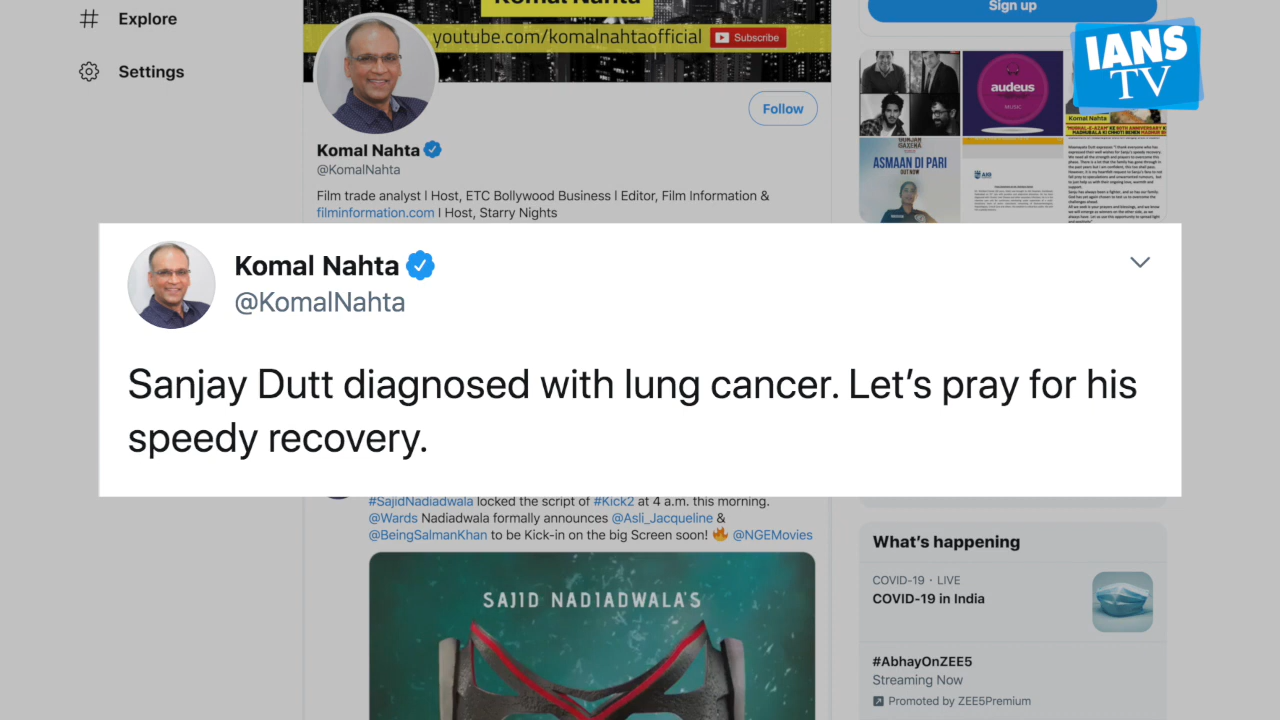 Explore
Settings
Komal Nahta
youtube.com/komalnahtaofficial
Subscribe
Follow
Komal Nahta
@KomalNahta
Film trade
alyst I Host, ETC Bollywood Business I Editor, Film Information &
filminformation.com I Host, Starry Nights
Sign up
IANS
TV
audeus
MUSIC
Komal Nahta
GUNJAN
SAXENA
ASMAAN DI PARI
OUT NOW
Komal Nahta
@KomalNahta
Sanjay Dutt diagnosed with lung cancer. Let's pray for his
speedy recovery.
#SajidNadiadwala locked the script of #Kick2 at 4 a.m. this morning.
@Wards Nadiadwala formally announces @Asli_Jacqueline &
@BeingSalmanKhan to be Kick-in on the big Screen soon! 🔥 @NGEMovies
SAJID NADIADWALA'S
What's happening
COVID-19 · LIVE
COVID-19 in India
#AbhayOnZEE5
Streaming Now
Promoted by ZEE5Premium